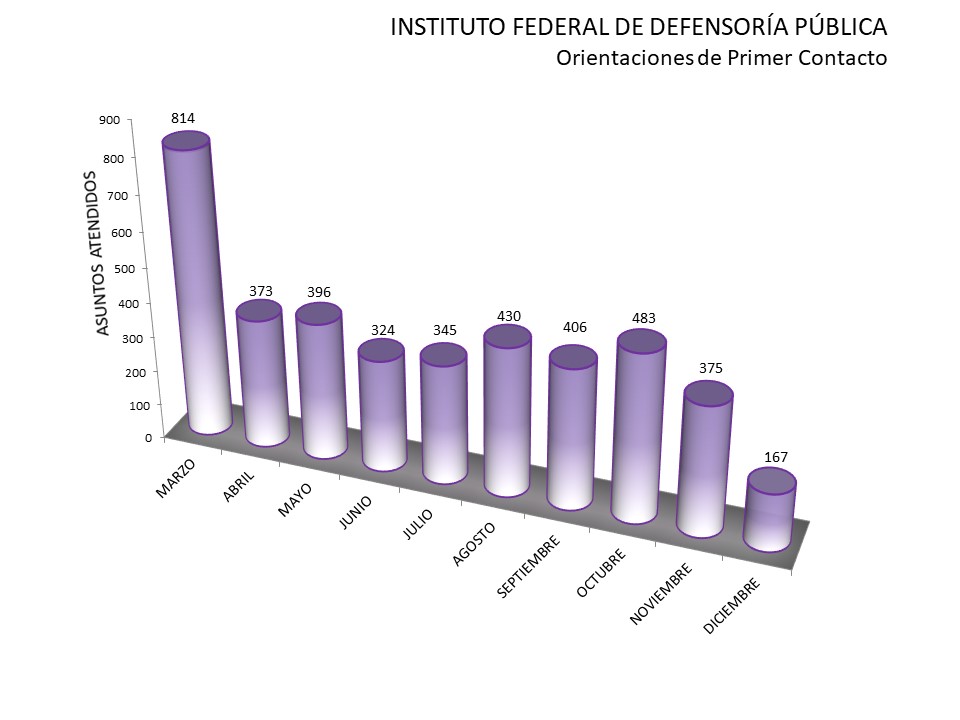 INSTITUTO FEDERAL DE DEFENSORÍA PÚBLICA
Orientaciones de Primer Contacto
ASUNTOS ATENDIDOS
900
800
700
600
500
400
300
200
100
0
814
373
396
324
345
430
406
483
375
167
MARZO
ABRIL
MAYO
JUNIO
JULIO
AGOSTO
SEPTIEMBRE
OCTUBRE
NOVIEMBRE
DICIEMBRE